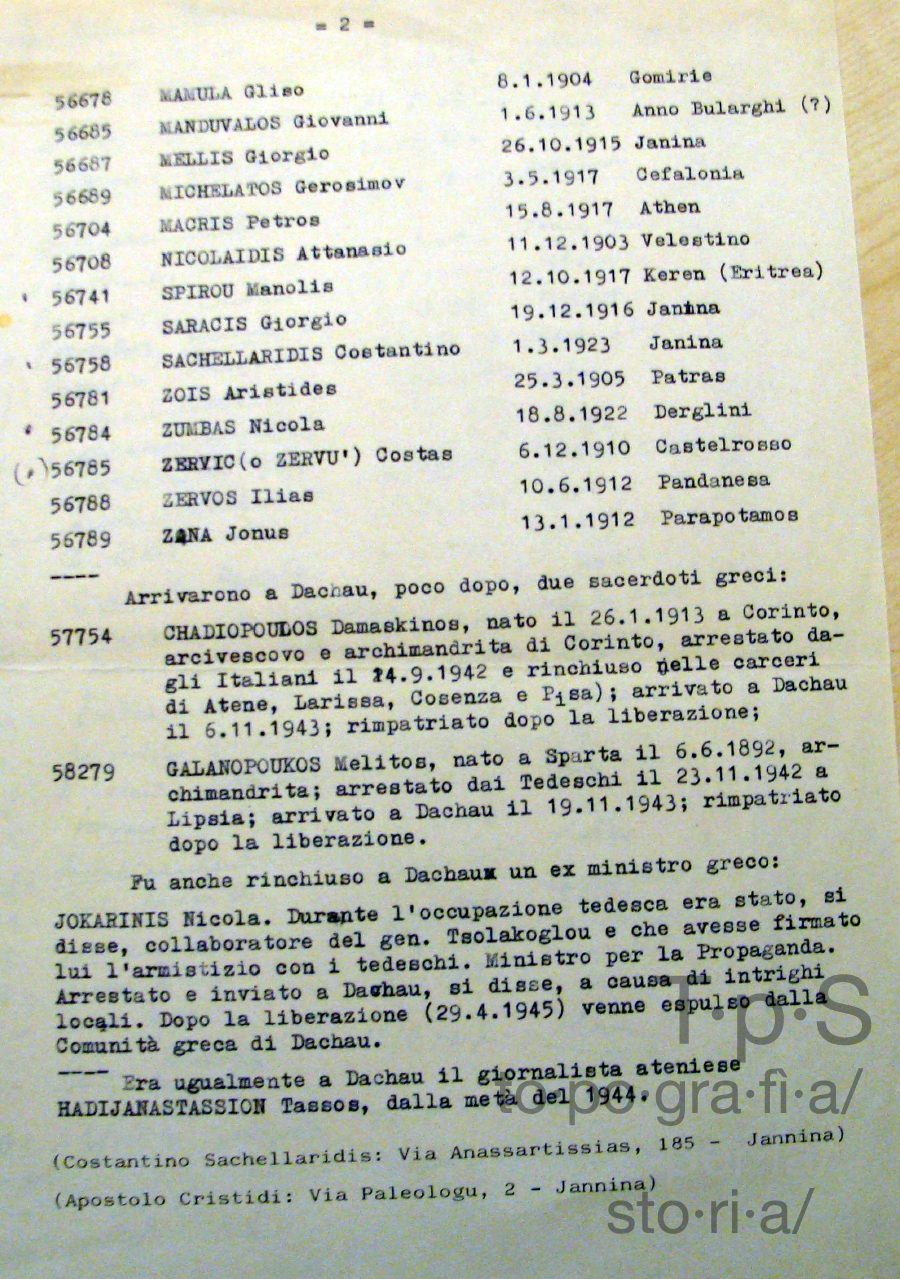 = 2 =
56678 MAMULA Gliso 8.1.1904 Gomirie
56685 MANDUVALOS Giovanni 1.6.1913 Anno Bularghi (?)
56687 MELLIS Giorgio 26.10.1915 Janina
56689 MICHELATOS Gerosimov 3.5.1917 Cefalonia
56704 MACRIS Petros 15.8.1917 Athen
56708 NICOLAIDIS Attanasio 11.12.1903 Velestino
56741 SPIROU Manolis 12.10.1917 Keren (Eritrea)
56755 SARACIS Giorgio 19.12.1916 Janina
56758 SACHELLARIDIS Costantino 1.3.1923 Janina
56781 ZOIS Aristides 25.3.1905 Patras
56784 ZUMBAS Nicola 18.8.1922 Derglini
56785 ZERVIC(o ZERVU') Costas 6.12.1910 Castelrosso
56788 ZERVOS Ilias 10.6.1912 Pandanesa
56789 ZANA Jonus 13.1.1912 Parapotamos
----
Arrivarono a Dachau, poco dopo, due sacerdoti greci:
57754 CHADIOPOULOS Damaskinos, nato il 26.1.1913 a Corinto,
arcivescovo e archimandrita di Corinto, arrestato da-
gli Italiani il 14.9.1942 e rinchiuso nelle carceri
di Atene, Larissa, Cosenza e Pisa); arrivato a Dachau
il 6.11.1943; rimpatriato dopo la liberazione;
58279 GALANOPOUKOS Melitos, nato a Sparta il 6.6.1892, ar-
chimandrita; arrestato dai Tedeschi il 23.11.1942 a
Lipsia; arrivato a Dachau il 19.11.1943; rimpatriato
dopo la liberazione.
Fu anche rinchiuso a Dachaux un ex ministro greco:
JOKARINIS Nicola. Durante l'occupazione tedesca era stato, si
disse, collaboratore del gen. Tsolakoglou e che avesse firmato
lui l'armistizio con i tedeschi. Ministro per la Propaganda.
Arrestato e inviato a Dachau, si disse, a causa di intrighi
locali. Dopo la liberazione (29.4.1945) venne espulso dalla
Comunità greca di Dachau.
----
Era ugualmente a Dachau il giornalista ateniese
HADIJANASTASSION Tassos, dalla metà del 1944.
(Costantino Sachellaridis: Via Anassartissias, 185 - Jannina)
(Apostolo Cristidi: Via Paleologu, 2 - Jannina)
T·p·S
to·po·gra·fì·a/
sto·ri·a/